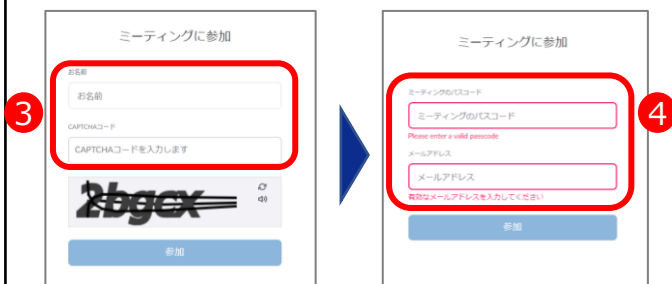 ミーティングに参加
お名前
お名前
CAPTCHAコード
CAPTCHAコードを入力します
2bgcx
参加
3
ミーティングに参加
ミーティングのパスコード
ミーティングのパスコード
Please enter a valid passcode
メールアドレス
メールアドレス
有効なメールアドレスを入力してください
参加
4